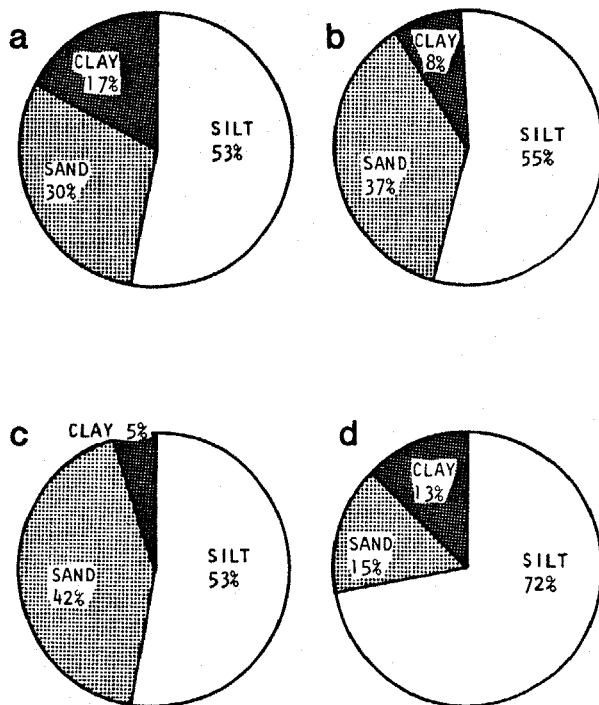 a
CLAY
17%
SILT
53%
SAND
30%
b
CLAY
8%
SILT
55%
SAND
37%
c
CLAY 5%
SILT
53%
SAND
42%
d
CLAY
13%
SILT
72%
SAND
15%